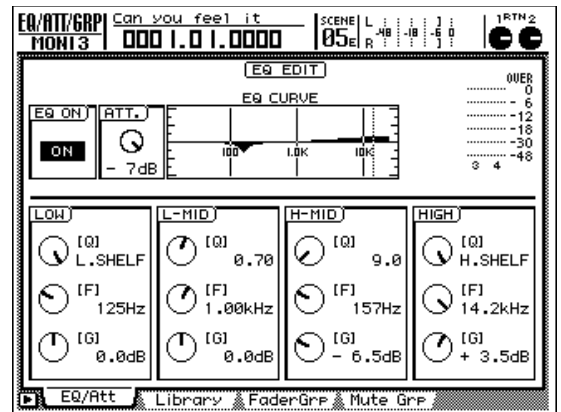 EQ/ATT/GRP Can you feel it SCENE L -48 -18 -6 0 1RTN2
MONI3 000 1.01.0000 05E R
EQ EDIT
OVER
EQ CURVE
0
EQ ON ATT.
6
12
18
ON
100 1.0K 10K
30
- 7dB
48
3 4
LOW L-MID H-MID HIGH
[Q] [Q] [Q] [Q]
L.SHELF 0.70 9.0 H.SHELF
[F] [F] [F] [F]
125Hz 1.00kHz 157Hz 14.2kHz
[G] [G] [G] [G]
0.0dB 0.0dB - 6.5dB + 3.5dB
EQ/Att Library FaderGrp Mute Grp